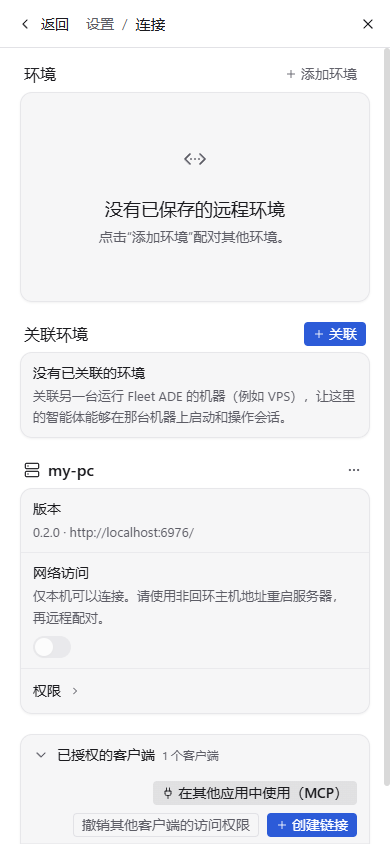 返回 设置 / 连接
环境 + 添加环境
没有已保存的远程环境
点击“添加环境”配对其他环境。
关联环境 + 关联
没有已关联的环境
关联另一台运行 Fleet ADE 的机器（例如 VPS），让这里
的智能体能够在那台机器上启动和操作会话。
my-pc
版本
0.2.0 · http://localhost:6976/
网络访问
仅本机可以连接。请使用非回环主机地址重启服务器，
再远程配对。
权限
已授权的客户端 1 个客户端
在其他应用中使用（MCP）
撤销其他客户端的访问权限 + 创建链接